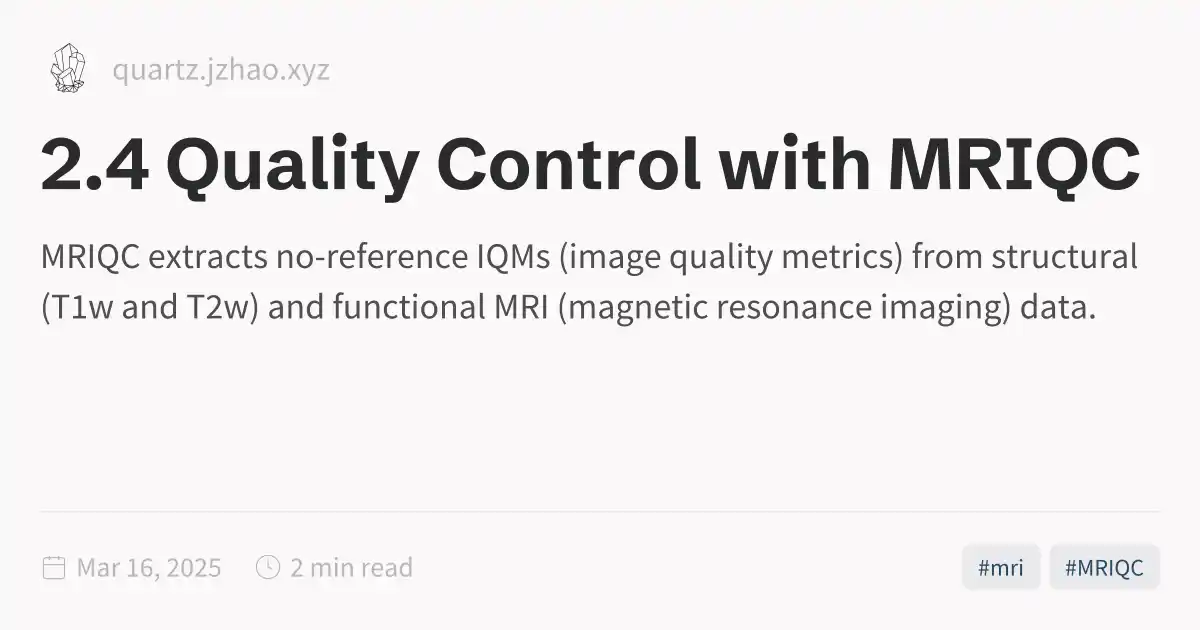 quartz.jzhao.xyz
2.4 Quality Control with MRIQC
MRIQC extracts no-reference IQMs (image quality metrics) from structural
(T1w and T2w) and functional MRI (magnetic resonance imaging) data.
Mar 16, 2025 2 min read #mri #MRIQC